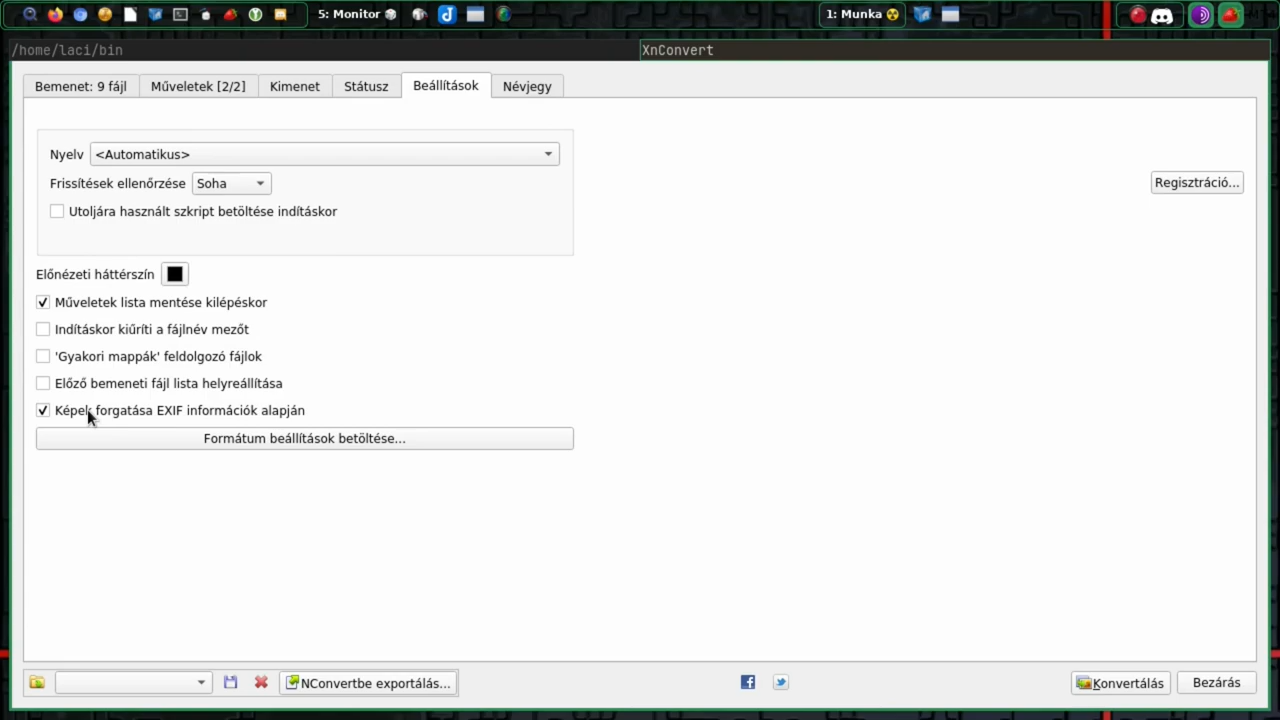 5: Monitor
1: Munka
/home/laci/bin
XnConvert
Bemenet: 9 fájl
Műveletek [2/2]
Kimenet
Státusz
Beállítások
Névjegy
Nyelv
<Automatikus>
Frissítések ellenőrzése
Soha
Regisztráció...
Utoljára használt szkript betöltése indításkor
Előnézeti háttérszín
Műveletek lista mentése kilépéskor
Indításkor kiűríti a fájlnév mezőt
'Gyakori mappák' feldolgozó fájlok
Előző bemeneti fájl lista helyreállítása
Képek forgatása EXIF információk alapján
Formátum beállítások betöltése...
NConvertbe exportálás...
Konvertálás
Bezárás